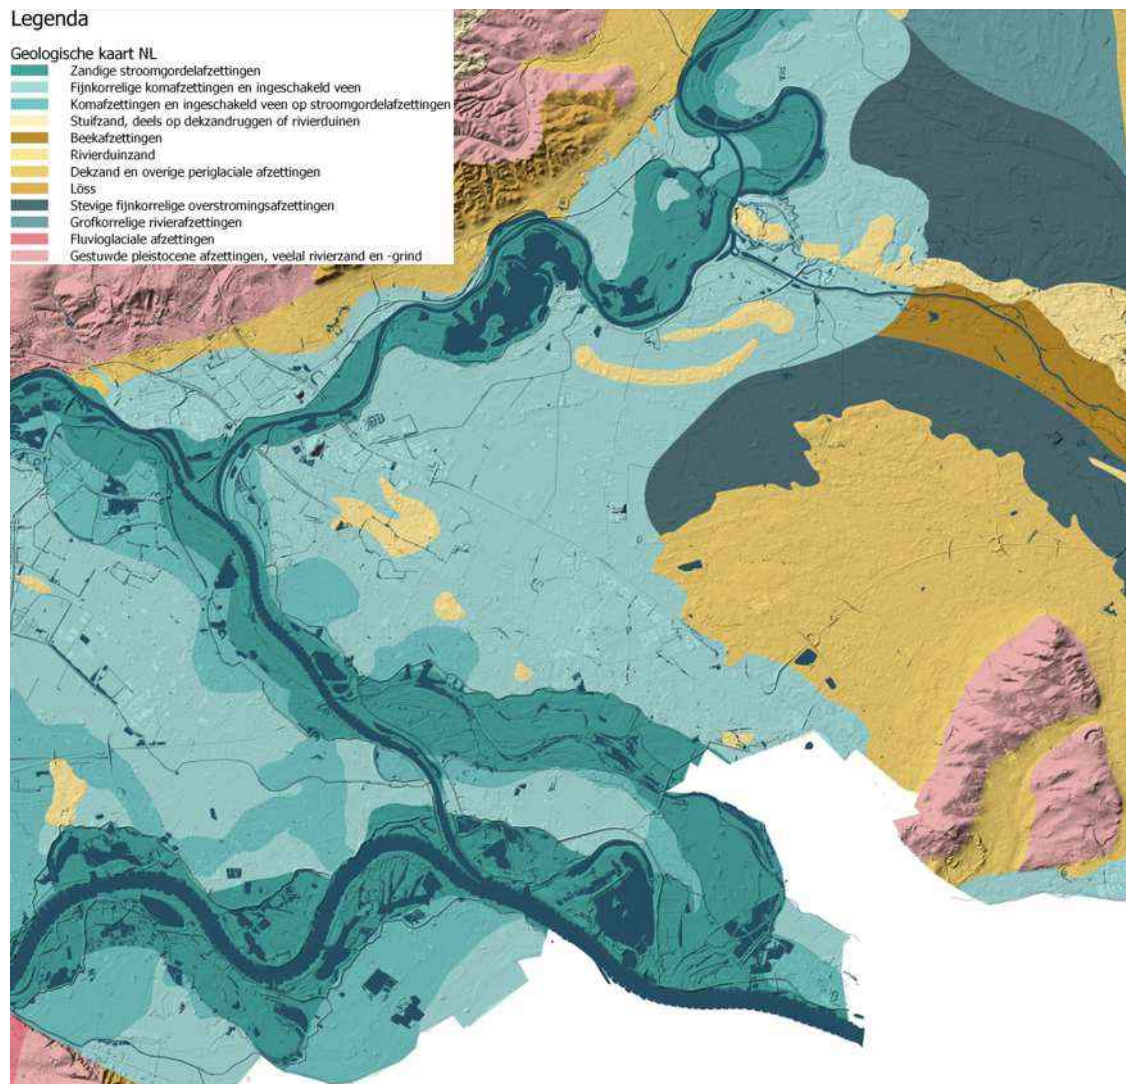 Legenda
Geologische kaart NL
Zandige stroomgordelafzettingen
Fijnkorrelige komafzettingen en ingeschakeld veen
Komafzettingen en ingeschakeld veen op stroomgordelafzettingen
Stuifzand, deels op dekzandruggen of rivierduinen
Beekafzettingen
Rivierduinzand
Dekzand en overige periglaciale afzettingen
Löss
Stevige fijnkorrelige overstromingsafzettingen
Grofkorrelige rivierafzettingen
Fluvioglaciale afzettingen
Gestuwde pleistocene afzettingen, veelal rivierzand en -grind